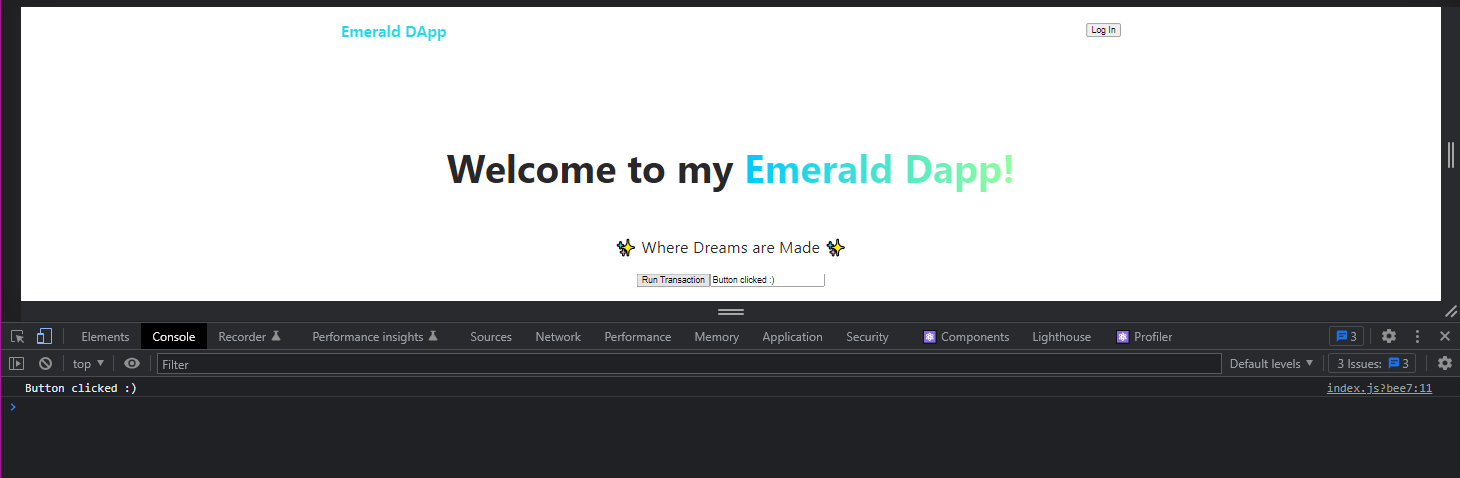 Emerald DApp
Log In
Welcome to my Emerald Dapp!
✨ Where Dreams are Made ✨
Run Transaction Button clicked :)
Elements Console Recorder Performance insights Sources Network Performance Memory Application Security Components Lighthouse Profiler 3
top Filter Default levels 3 Issues: 3
Button clicked :) index.js?bee7:11